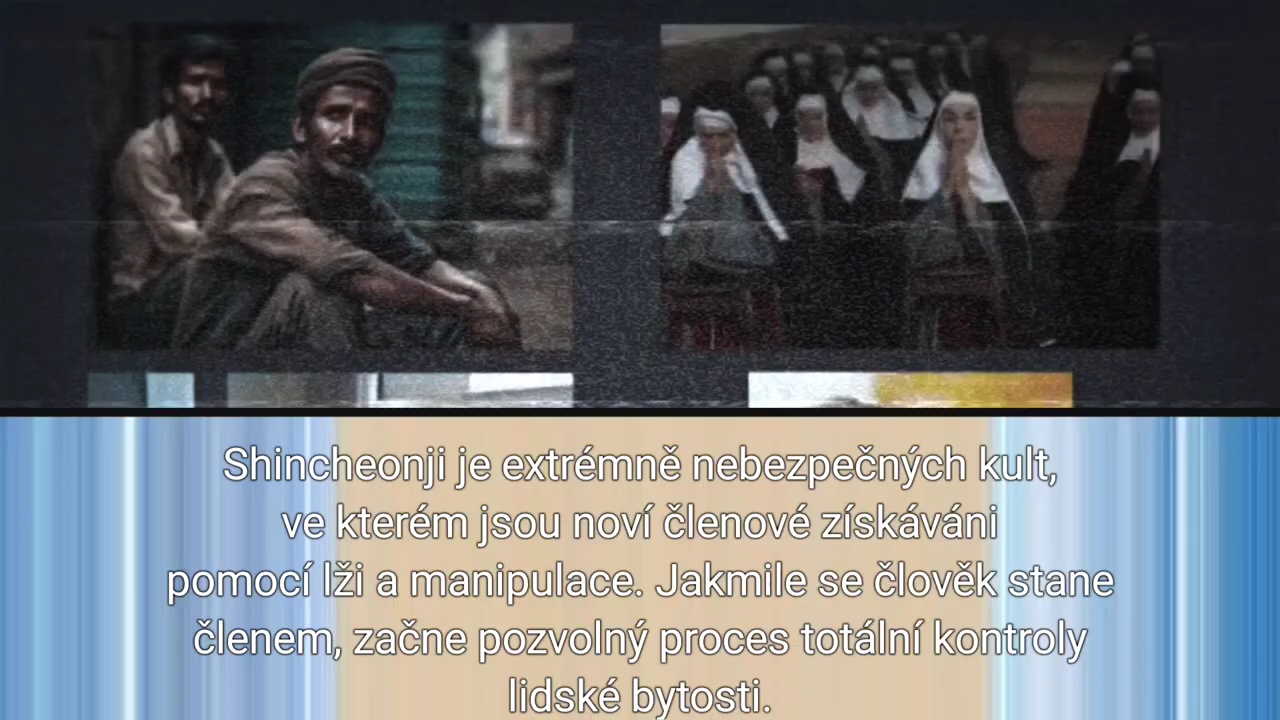 Shincheonji je extrémně nebezpečných kult,
ve kterém jsou noví členové získáváni
pomocí lži a manipulace. Jakmile se člověk stane
členem, začne pozvolný proces totální kontroly
lidské bytosti.